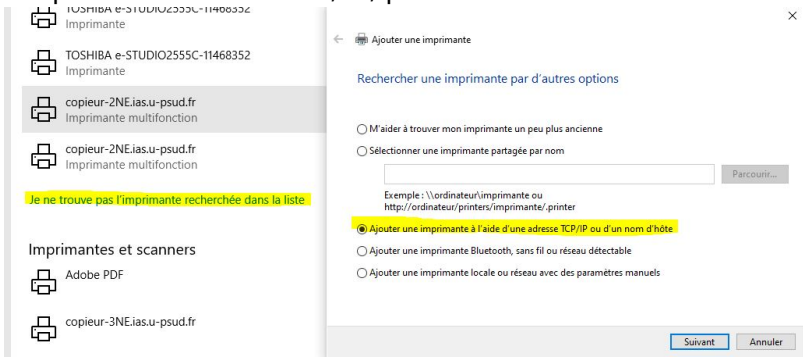 TOSHIBA e-STUDIO2555C-11468352
Imprimante
TOSHIBA e-STUDIO2555C-11468352
Imprimante
copieur-2NE.ias.u-psud.fr
Imprimante multifonction
copieur-2NE.ias.u-psud.fr
Imprimante multifonction
Je ne trouve pas l'imprimante recherchée dans la liste
Imprimantes et scanners
Adobe PDF
copieur-3NE.ias.u-psud.fr
Ajouter une imprimante
Rechercher une imprimante par d'autres options
M'aider à trouver mon imprimante un peu plus ancienne
Sélectionner une imprimante partagée par nom
Parcourir...
Exemple : \\ordinateur\imprimante ou
http://ordinateur/printers/imprimante/.printer
Ajouter une imprimante à l'aide d'une adresse TCP/IP ou d'un nom d'hôte
Ajouter une imprimante Bluetooth, sans fil ou réseau détectable
Ajouter une imprimante locale ou réseau avec des paramètres manuels
Suivant
Annuler